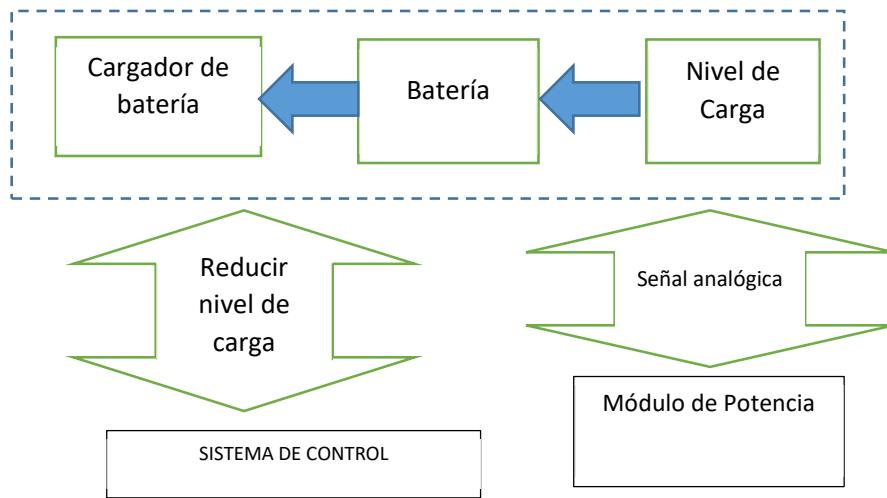 Cargador de
batería
Batería
Nivel de
Carga
Reducir
nivel de
carga
Señal analógica
SISTEMA DE CONTROL
Módulo de Potencia